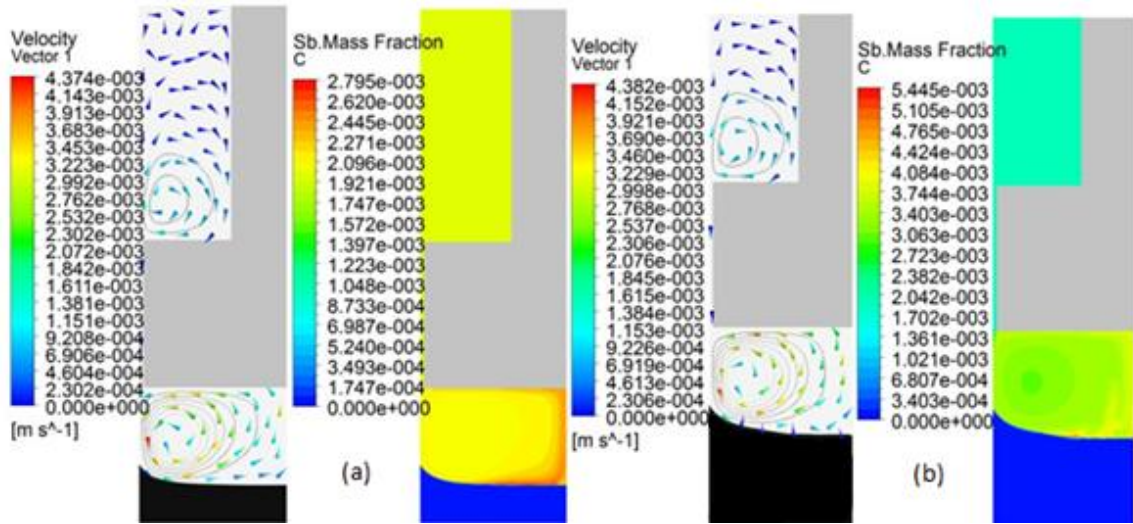 Velocity
Vector 1
4.374e-003
4.143e-003
3.913e-003
3.683e-003
3.453e-003
3.223e-003
2.992e-003
2.762e-003
2.532e-003
2.302e-003
2.072e-003
1.842e-003
1.611e-003
1.381e-003
1.151e-003
9.208e-004
6.906e-004
4.604e-004
2.302e-004
0.000e+000
[m s^-1]
Sb.Mass Fraction
C
2.795e-003
2.620e-003
2.445e-003
2.271e-003
2.096e-003
1.921e-003
1.747e-003
1.572e-003
1.397e-003
1.223e-003
1.048e-003
8.733e-004
6.987e-004
5.240e-004
3.493e-004
1.747e-004
0.000e+000
(a)
Velocity
Vector 1
4.382e-003
4.152e-003
3.921e-003
3.690e-003
3.460e-003
3.229e-003
2.998e-003
2.768e-003
2.537e-003
2.306e-003
2.076e-003
1.845e-003
1.615e-003
1.384e-003
1.153e-003
9.226e-004
6.919e-004
4.613e-004
2.306e-004
0.000e+000
[m s^-1]
Sb.Mass Fraction
C
5.445e-003
5.105e-003
4.765e-003
4.424e-003
4.084e-003
3.744e-003
3.403e-003
3.063e-003
2.723e-003
2.382e-003
2.042e-003
1.702e-003
1.361e-003
1.021e-003
6.807e-004
3.403e-004
0.000e+000
(b)